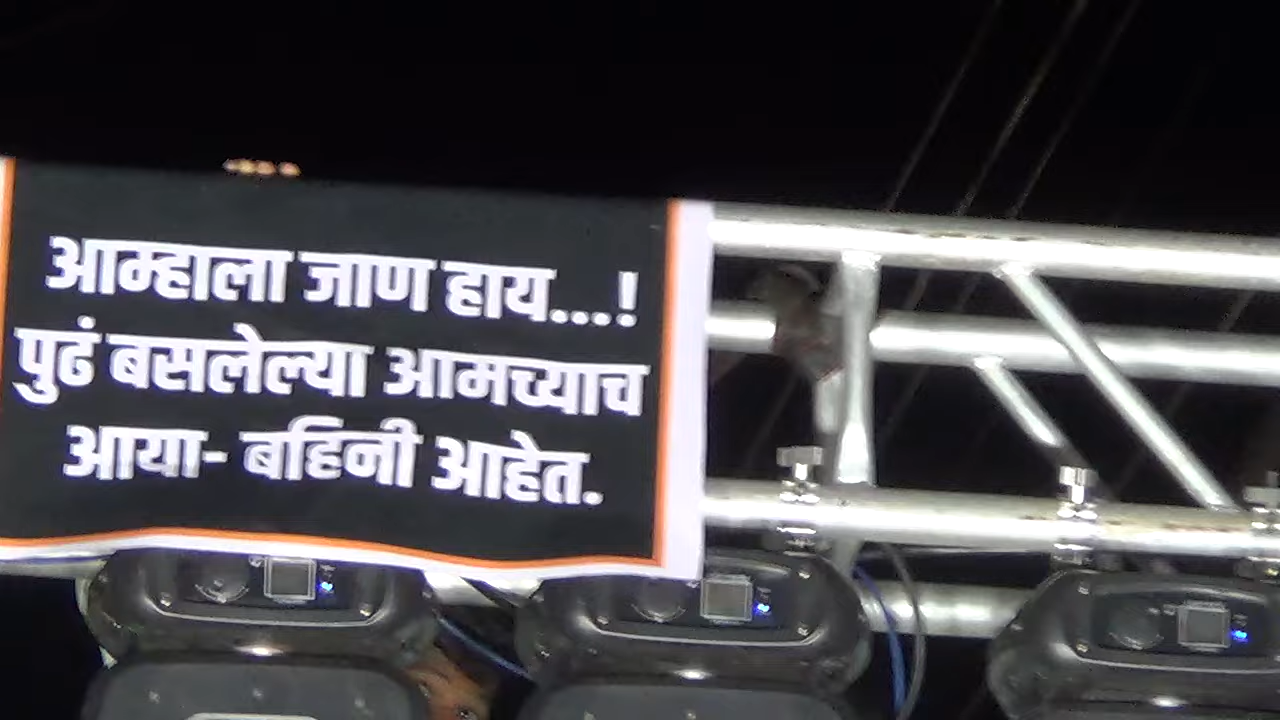 आम्हाला जाण हाय...!
पुढं बसलेल्या आमच्याच
आया- बहिनी आहेत.